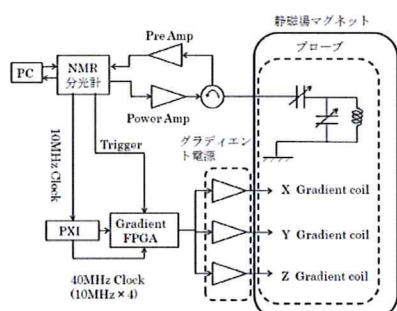 静磁場マグネット
プローブ
Pre Amp
PC
NMR
分光計
Power Amp
グラディエン
ト電源
10MHz Clock
Trigger
X Gradient coil
PXI
Gradient
FPGA
Y Gradient coil
Z Gradient coil
40MHz Clock
(10MHz×4)